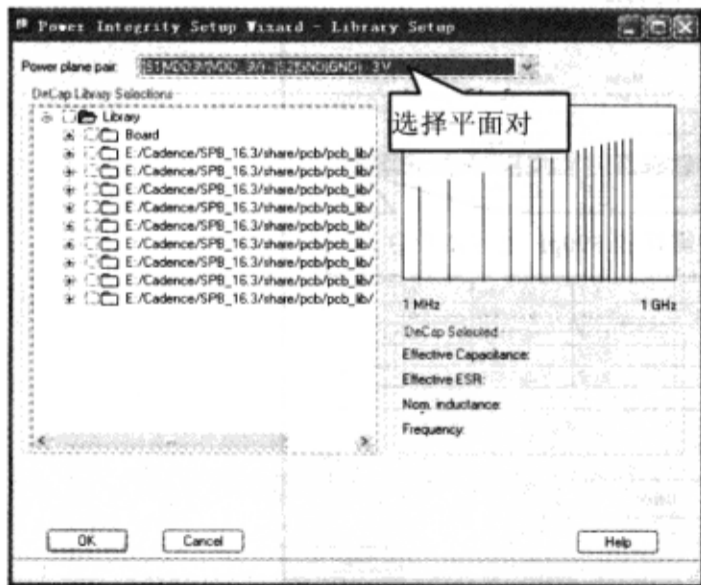 Power Integrity Setup Wizard - Library Setup
Power plane pair:
DeCap Library Selections
选择平面对
Library
Board
E:/Cadence/SPB_16.3/share/pcb/pcb_lib/
E:/Cadence/SPB_16.3/share/pcb/pcb_lib/
E:/Cadence/SPB_16.3/share/pcb/pcb_lib/
E:/Cadence/SPB_16.3/share/pcb/pcb_lib/
E:/Cadence/SPB_16.3/share/pcb/pcb_lib/
E:/Cadence/SPB_16.3/share/pcb/pcb_lib/
E:/Cadence/SPB_16.3/share/pcb/pcb_lib/
E:/Cadence/SPB_16.3/share/pcb/pcb_lib/
E:/Cadence/SPB_16.3/share/pcb/pcb_lib/
1 MHz 1 GHz
DeCap Selected
Effective Capacitance:
Effective ESR:
Nom. inductance:
Frequency:
OK Cancel Help